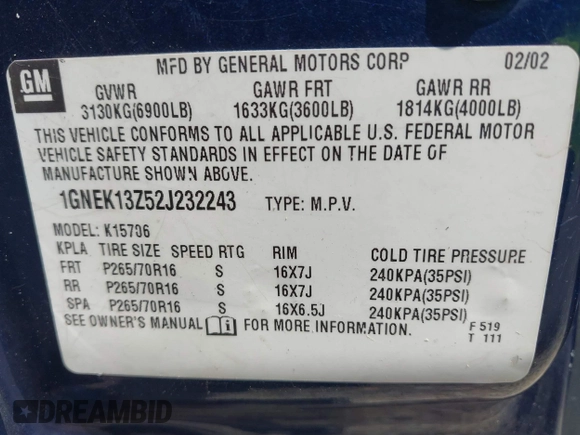 GM
MFD BY GENERAL MOTORS CORP 02/02
GVWR GAWR FRT GAWR RR
3130KG(6900LB) 1633KG(3600LB) 1814KG(4000LB)
THIS VEHICLE CONFORMS TO ALL APPLICABLE U.S. FEDERAL MOTOR
VEHICLE SAFETY STANDARDS IN EFFECT ON THE DATE OF
MANUFACTURE SHOWN ABOVE.
1GNEK13Z52J232243 TYPE: M.P.V.
MODEL: K15706
KPLA TIRE SIZE SPEED RTG RIM COLD TIRE PRESSURE
FRT P265/70R16 S 16X7J 240KPA(35PSI)
RR P265/70R16 S 16X7J 240KPA(35PSI)
SPA P265/70R16 S 16X6.5J 240KPA(35PSI)
SEE OWNER'S MANUAL FOR MORE INFORMATION. F 519
T 111
DREAMBID